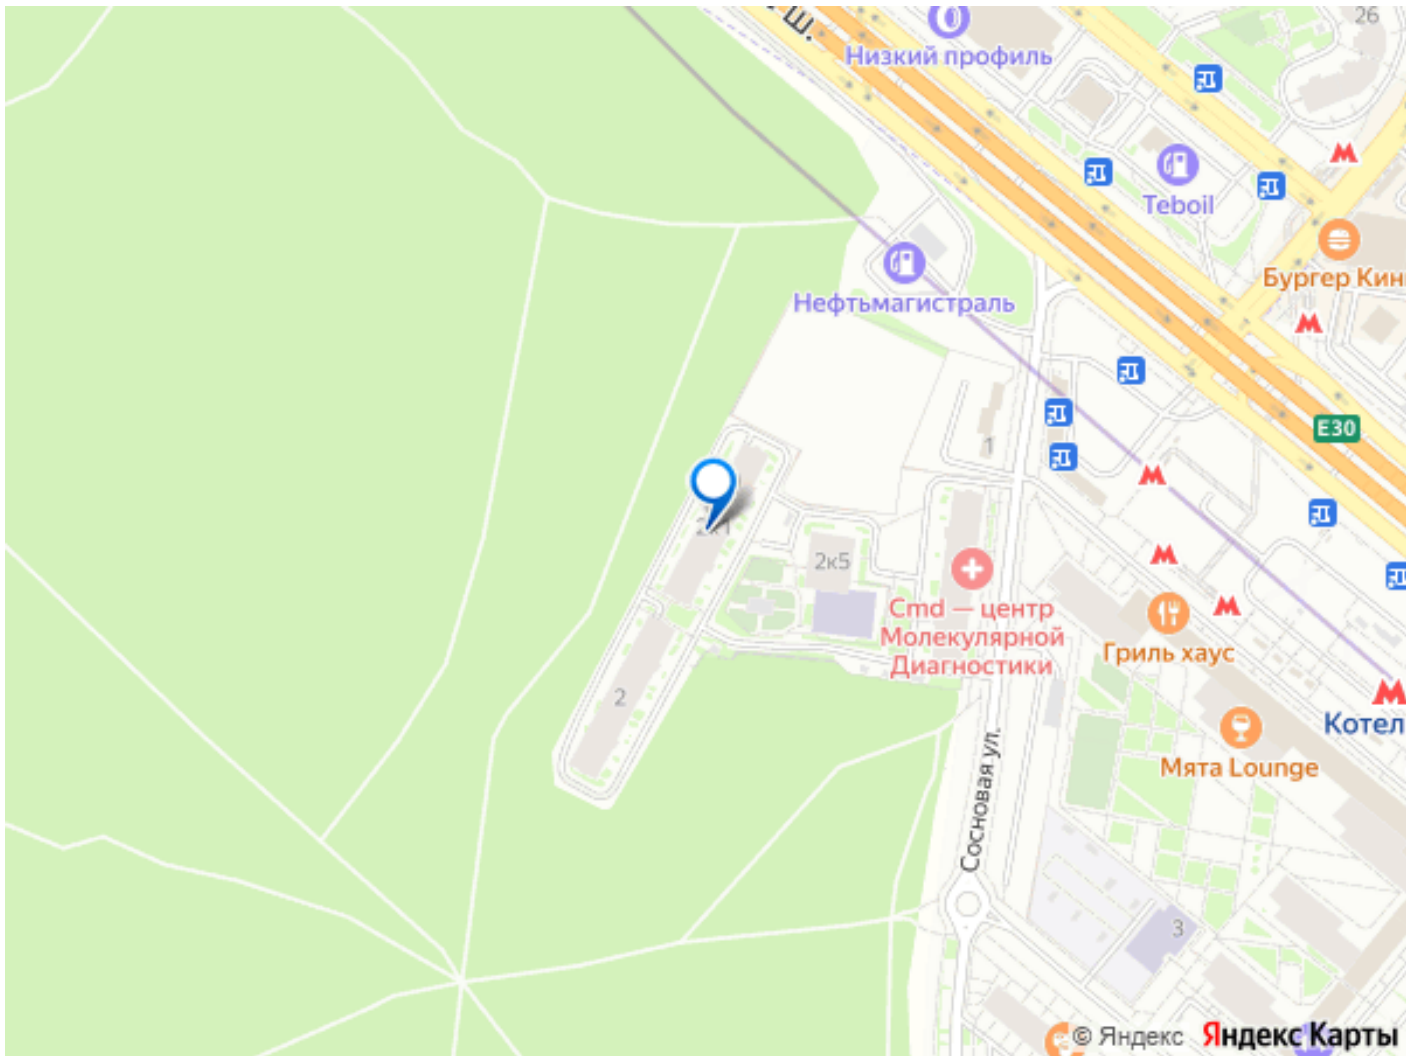 ш.
26
Низкий профиль
Teboil
Бургер Кин
Нефтьмагистраль
E30
1
2к1
2к5
Cmd — центр
Молекулярной
Диагностики
Гриль хаус
2
Котел
Мята Lounge
Сосновая ул.
3
© Яндекс Яндекс Карты